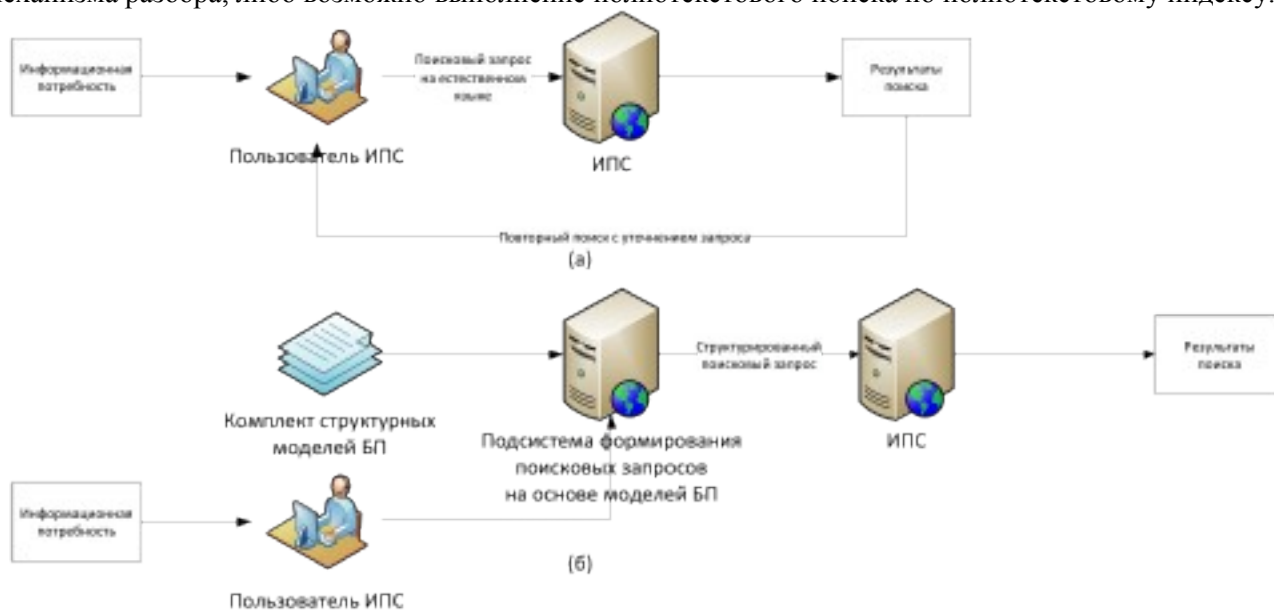 механизма разбора, либо возможно выполнение полнотекстового поиска по полнотекстовому индексу.
Информационная
потребность
Поисковый запрос
на естественном
языке
Результаты
поиска
Пользователь ИПС
ИПС
Повторный поиск с уточнением запроса
(а)
Структурированный
поисковый запрос
Результаты
поиска
Комплект структурных
моделей БП
Подсистема формирования
поисковых запросов
на основе моделей БП
ИПС
Информационная
потребность
(б)
Пользователь ИПС